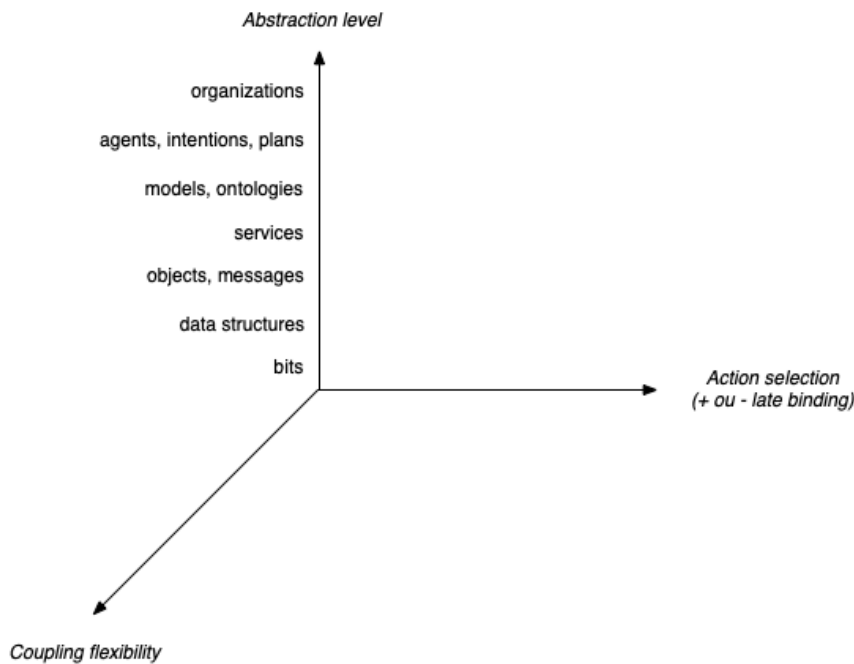 Abstraction level
organizations
agents, intentions, plans
models, ontologies
services
objects, messages
data structures
bits
Action selection
(+ ou - late binding)
Coupling flexibility